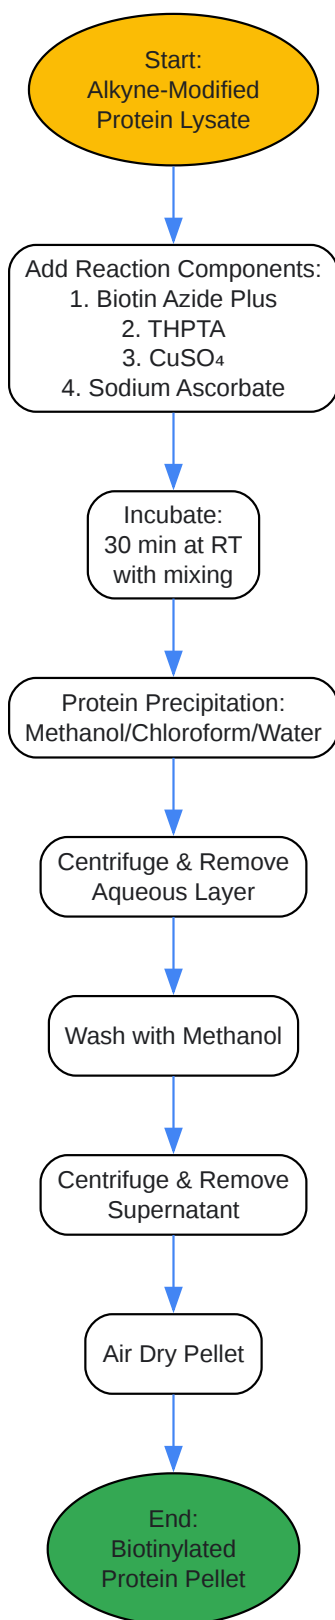 Start:
Alkyne-Modified
Protein Lysate
Add Reaction Components:
1. Biotin Azide Plus
2. THPTA
3. CuSO₄
4. Sodium Ascorbate
Incubate:
30 min at RT
with mixing
Protein Precipitation:
Methanol/Chloroform/Water
Centrifuge & Remove
Aqueous Layer
Wash with Methanol
Centrifuge & Remove
Supernatant
Air Dry Pellet
End:
Biotinylated
Protein Pellet